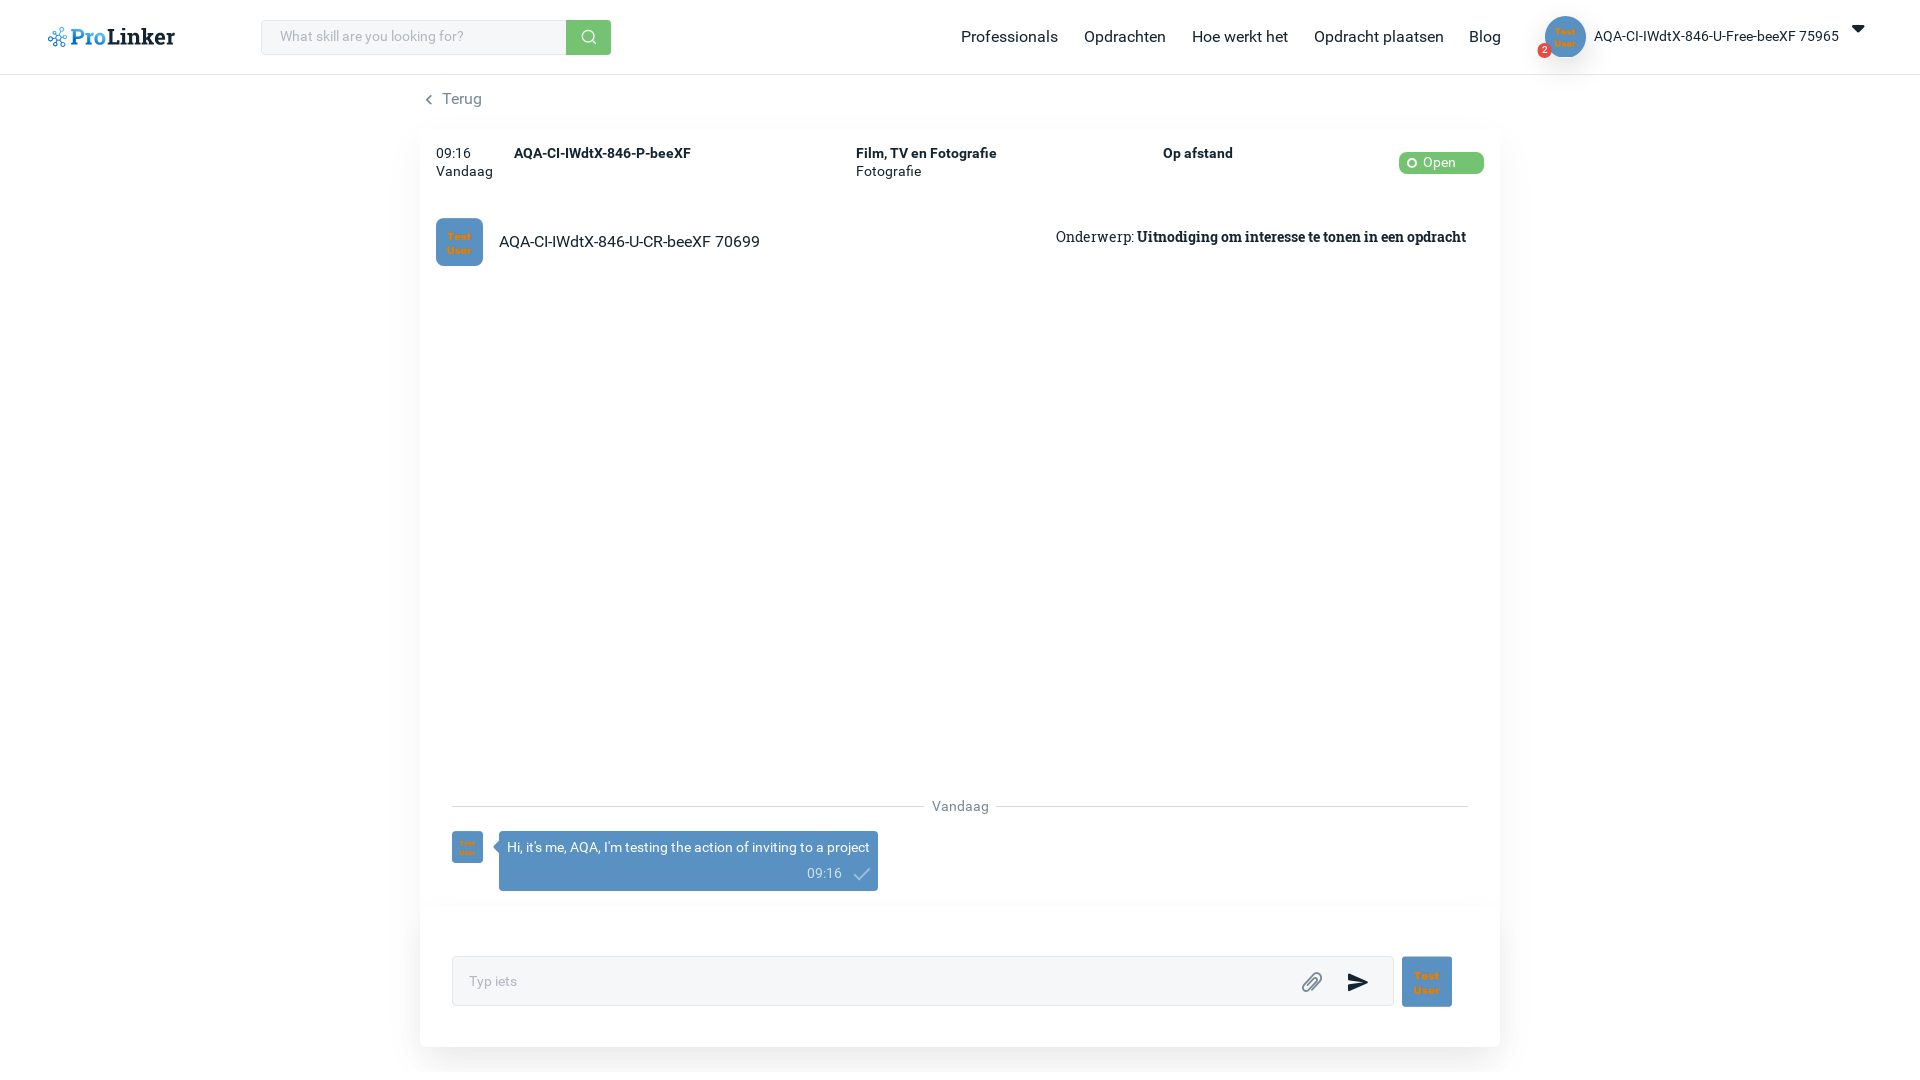 ProLinker
What skill are you looking for?
Professionals
Opdrachten
Hoe werkt het
Opdracht plaatsen
Blog
Test
User
2
AQA-CI-IWdtX-846-U-Free-beeXF 75965
Terug
09:16
Vandaag
AQA-CI-IWdtX-846-P-beeXF
Film, TV en Fotografie
Fotografie
Op afstand
Open
Test
User
AQA-CI-IWdtX-846-U-CR-beeXF 70699
Onderwerp: Uitnodiging om interesse te tonen in een opdracht
Vandaag
Test
User
Hi, it's me, AQA, I'm testing the action of inviting to a project
09:16
Typ iets
Test
User